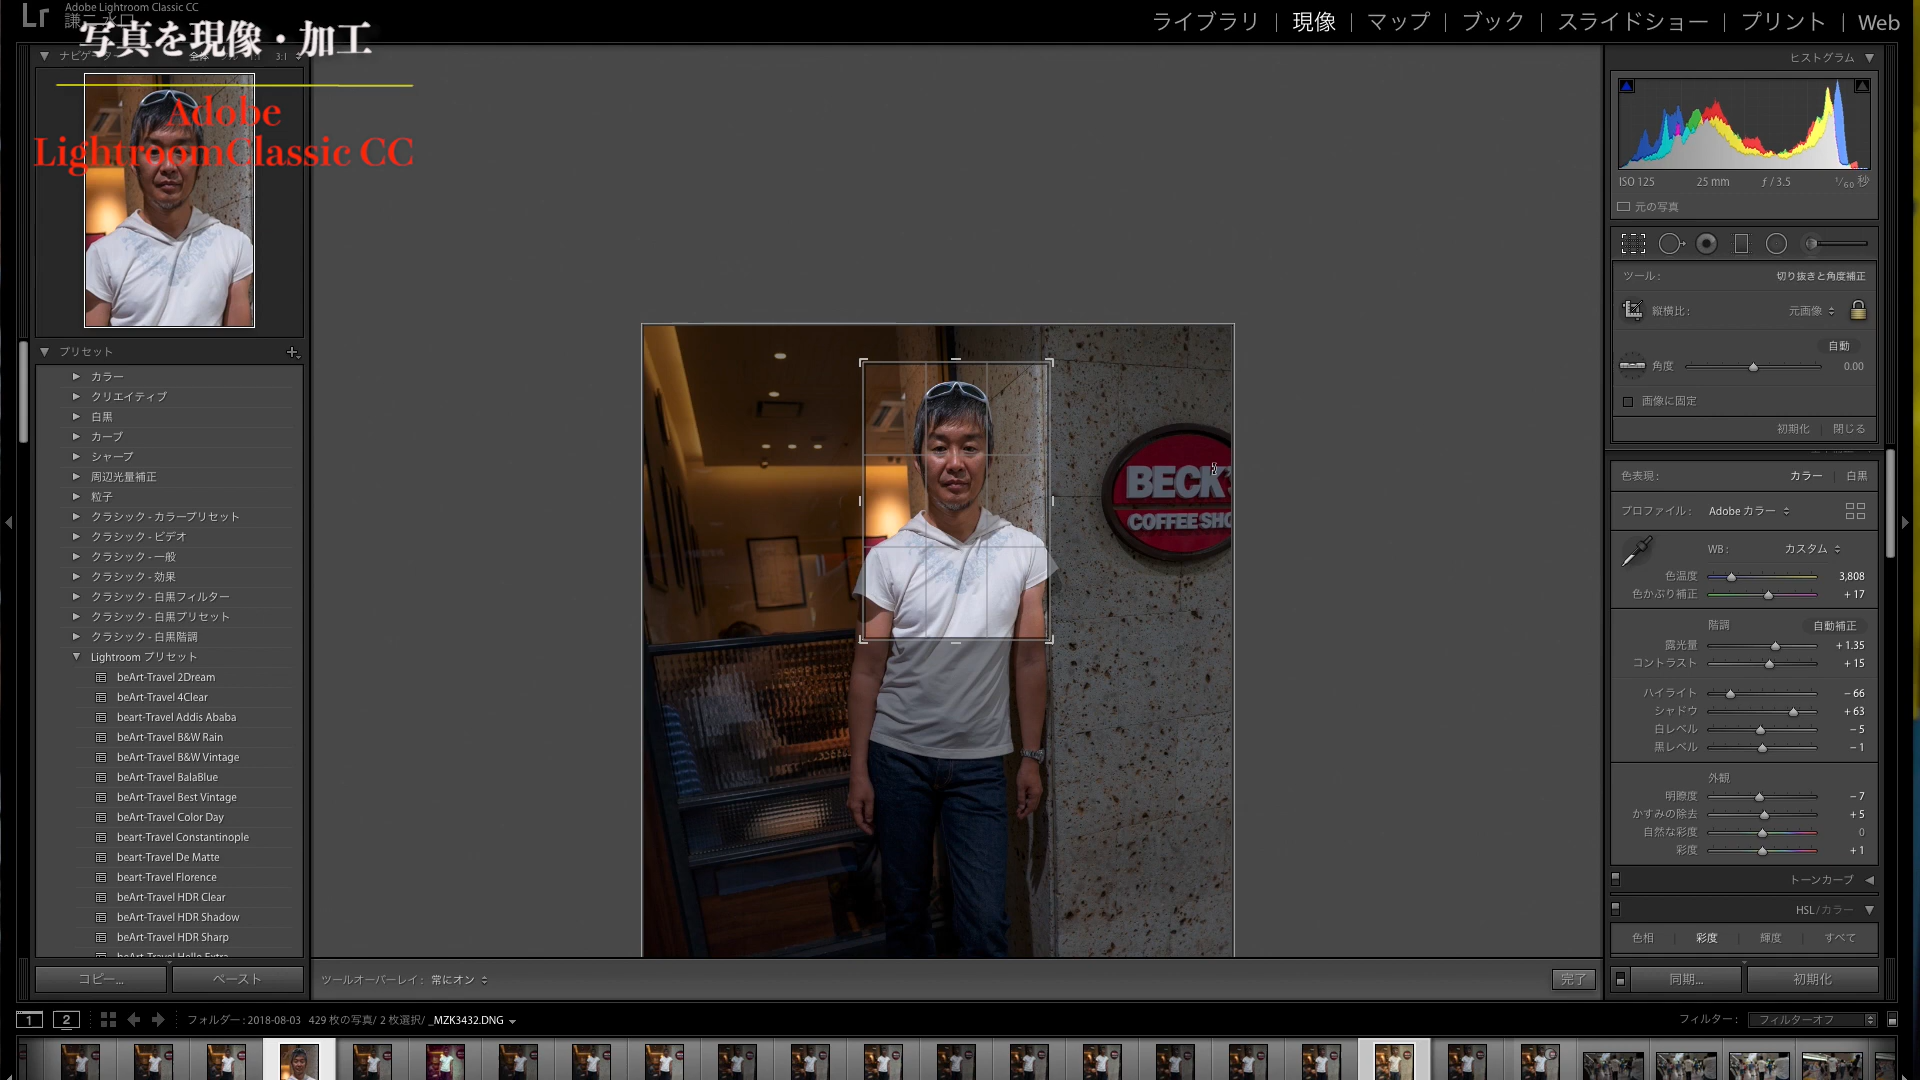 Lr
Adobe Lightroom Classic CC
写真を現像・加工
Adobe
LightroomClassic CC
ライブラリ | 現像 | マップ | ブック | スライドショー | プリント | Web
3:1
プリセット
カラー
クリエイティブ
白黒
カーブ
シャープ
周辺光量補正
粒子
クラシック - カラープリセット
クラシック - ビデオ
クラシック - 一般
クラシック - 効果
クラシック - 白黒フィルター
クラシック - 白黒プリセット
クラシック - 白黒階調
Lightroom プリセット
beArt-Travel 2Dream
beArt-Travel 4Clear
beart-Travel Addis Ababa
beArt-Travel B&W Rain
beArt-Travel B&W Vintage
beArt-Travel BalaBlue
beArt-Travel Best Vintage
beArt-Travel Color Day
beart-Travel Constantinople
beart-Travel De Matte
beart-Travel Florence
beArt-Travel HDR Clear
beArt-Travel HDR Shadow
beArt-Travel HDR Sharp
コピー...
ペースト
BECK'
COFFEE SHO
ツールオーバーレイ : 常にオン
完了
ヒストグラム
ISO 125 25 mm ƒ / 3.5 1/60 秒
元の写真
ツール : 切り抜きと角度補正
縦横比 : 元画像
自動
角度 0.00
画像に固定
初期化 閉じる
色表現 : カラー 白黒
プロファイル : Adobe カラー
WB : カスタム
色温度 3,808
色かぶり補正 + 17
階調 自動補正
露光量 + 1.35
コントラスト + 15
ハイライト - 66
シャドウ + 63
白レベル - 5
黒レベル - 1
外観
明瞭度 - 7
かすみの除去 + 5
自然な彩度 0
彩度 + 1
トーンカーブ
HSL / カラー
色相 彩度 輝度 すべて
同期...
初期化
1 2 フォルダー : 2018-08-03 429 枚の写真/ 2 枚選択/ _MZK3432.DNG
フィルター : フィルターオフ